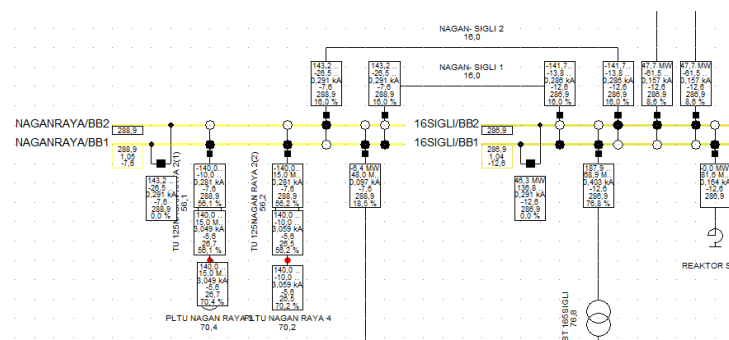 NAGAN- SIGLI 2
16,0
NAGAN- SIGLI 1
16,0
143,2 ..
-26,5 ..
0,291 kA
-7,6
288,9
16,0 %
143,2 ..
-26,5 ..
0,291 kA
-7,6
288,9
16,0 %
-141,7...
-13,8 ..
0,286 kA
-12,6
286,9
16,0 %
-141,7...
-13,8 ..
0,286 kA
-12,6
286,9
16,0 %
47,7 MW
-61,5 ..
0,157 kA
-12,6
286,9
8,6 %
47,7 MW
-61,5 ..
0,157 kA
-12,6
286,9
8,6 %
NAGANRAYA/BB2
288,9
NAGANRAYA/BB1
288,9
1,05
-7,6
16SIGLI/BB2
286,9
16SIGLI/BB1
286,9
1,04
-12,6
143,2 ..
-26,5 ..
0,291 kA
-7,6
288,9
0,0 %
56,1
-140,0...
-10,0 ..
0,281 kA
-7,6
288,9
56,1 %
TU 125NAGAN RAYA 2(2)
56,2
-140,0...
15,0 M...
0,281 kA
-7,6
288,9
56,2 %
-6,4 MW
48,0 M...
0,097 kA
-7,6
288,9
18,5 %
46,3 MW
136,8 ..
0,291 kA
-12,6
286,9
0,0 %
187,9 ..
68,9 M...
0,403 kA
-12,6
286,9
76,8 %
-0,0 MW
81,6 M...
0,164 kA
-12,6
286,9
140,0 ..
15,0 M...
3,049 kA
-5,6
26,7
56,1 %
140,0 ..
-10,0 ..
3,059 kA
-5,6
26,5
56,2 %
140,0 ..
15,0 M...
3,049 kA
-5,6
26,7
70,4 %
140,0 ..
-10,0 ..
3,059 kA
-5,6
26,5
70,2 %
PLTU NAGAN RAYA
70,4
PLTU NAGAN RAYA 4
70,2
BT 165SIGLI
76,8
REAKTOR S